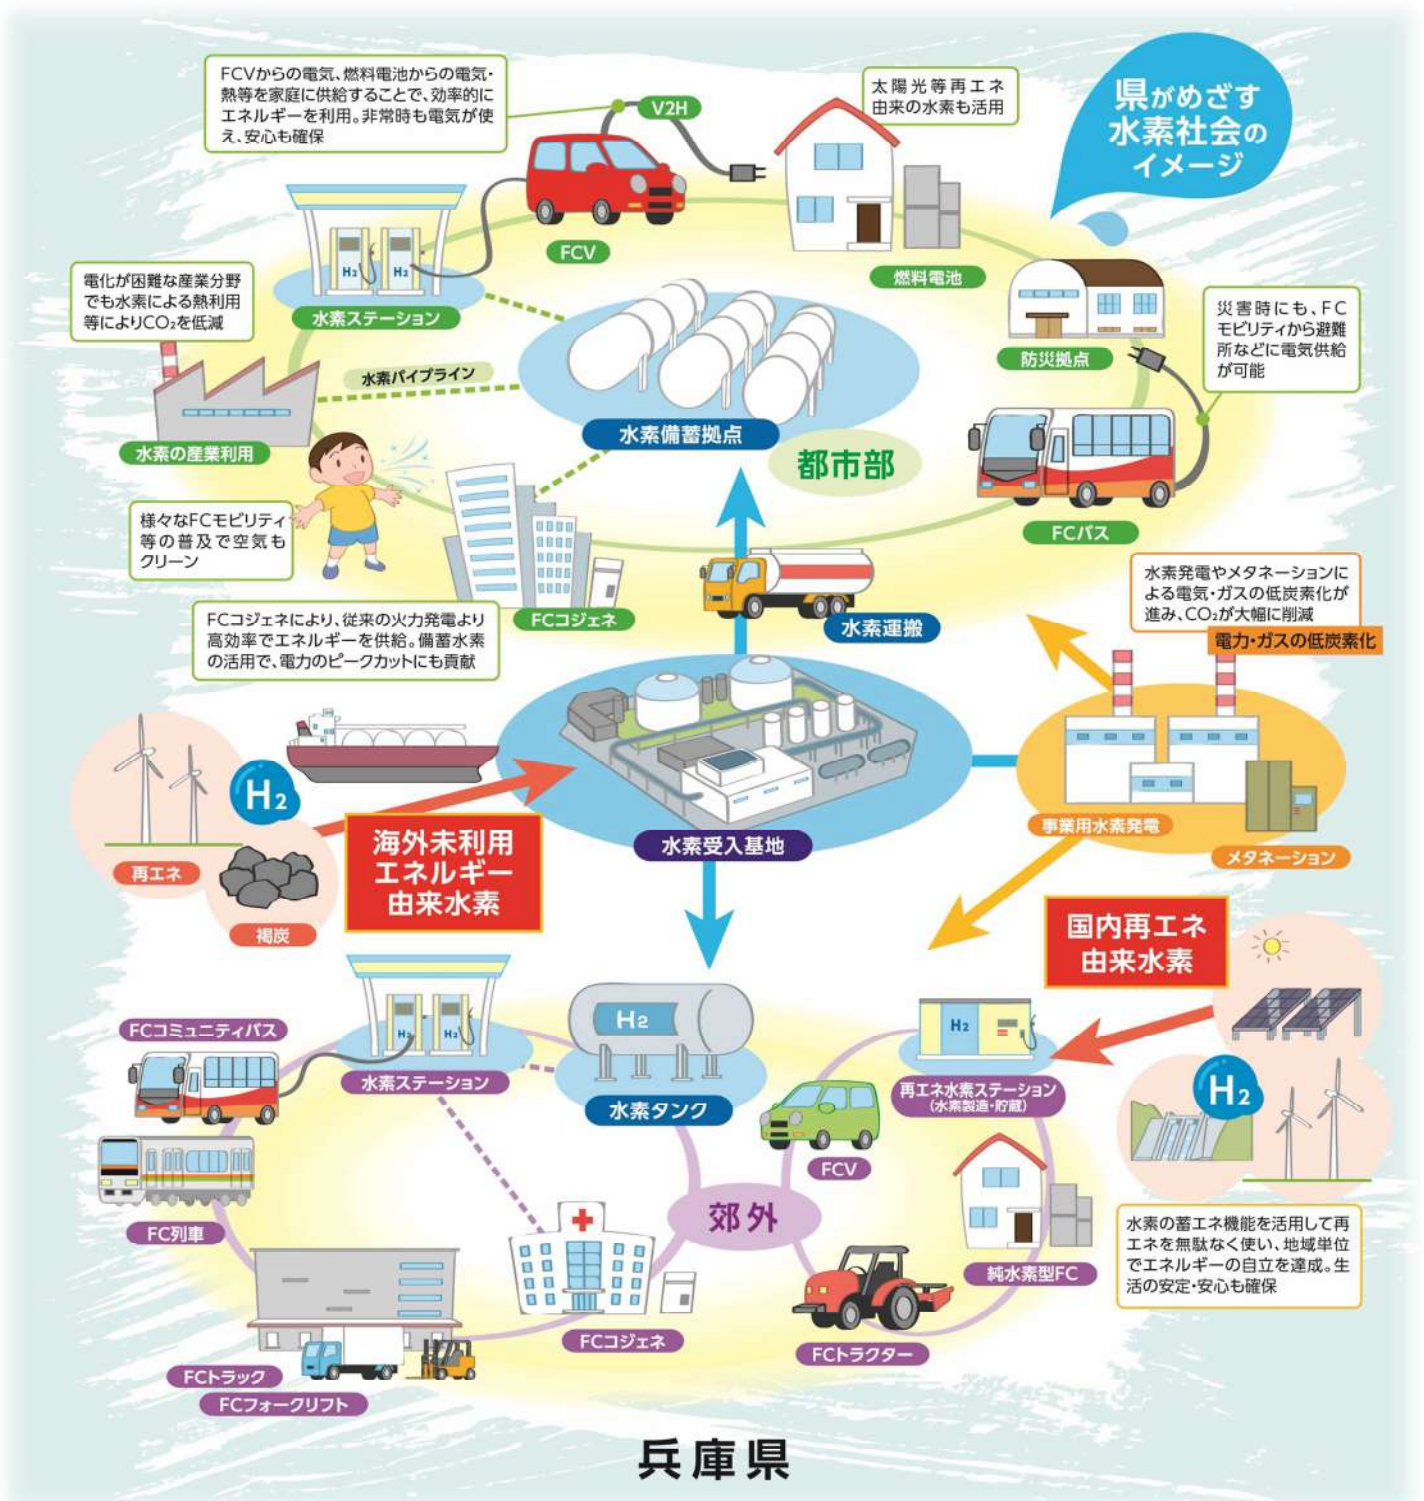 県がめざす
水素社会の
イメージ
FCVからの電気、燃料電池からの電気・
熱等を家庭に供給することで、効率的に
エネルギーを利用。非常時も電気が使
え、安心も確保
V2H
太陽光等再エネ
由来の水素も活用
FCV
燃料電池
H2
H2
水素ステーション
電化が困難な産業分野
でも水素による熱利用
等によりCO₂を低減
防災拠点
災害時にも、FC
モビリティから避難
所などに電気供給
が可能
水素パイプライン
水素の産業利用
水素備蓄拠点
都市部
様々なFCモビリティ
等の普及で空気も
クリーン
FCバス
FCコジェネにより、従来の火力発電より
高効率でエネルギーを供給。備蓄水素
の活用で、電力のピークカットにも貢献
FCコジェネ
水素運搬
水素発電やメタネーションに
よる電気・ガスの低炭素化が
進み、CO₂が大幅に削減
電力・ガスの低炭素化
H2
再エネ
褐炭
海外未利用
エネルギー
由来水素
水素受入基地
事業用水素発電
メタネーション
国内再エネ
由来水素
FCコミュニティバス
H2
H2
水素ステーション
H2
水素タンク
H2
再エネ水素ステーション
(水素製造・貯蔵)
H2
FCV
FC列車
郊外
純水素型FC
水素の蓄エネ機能を活用して再
エネを無駄なく使い、地域単位
でエネルギーの自立を達成。生
活の安定・安心も確保
FCコジェネ
FCトラクター
FCトラック
FCフォークリフト
兵庫県